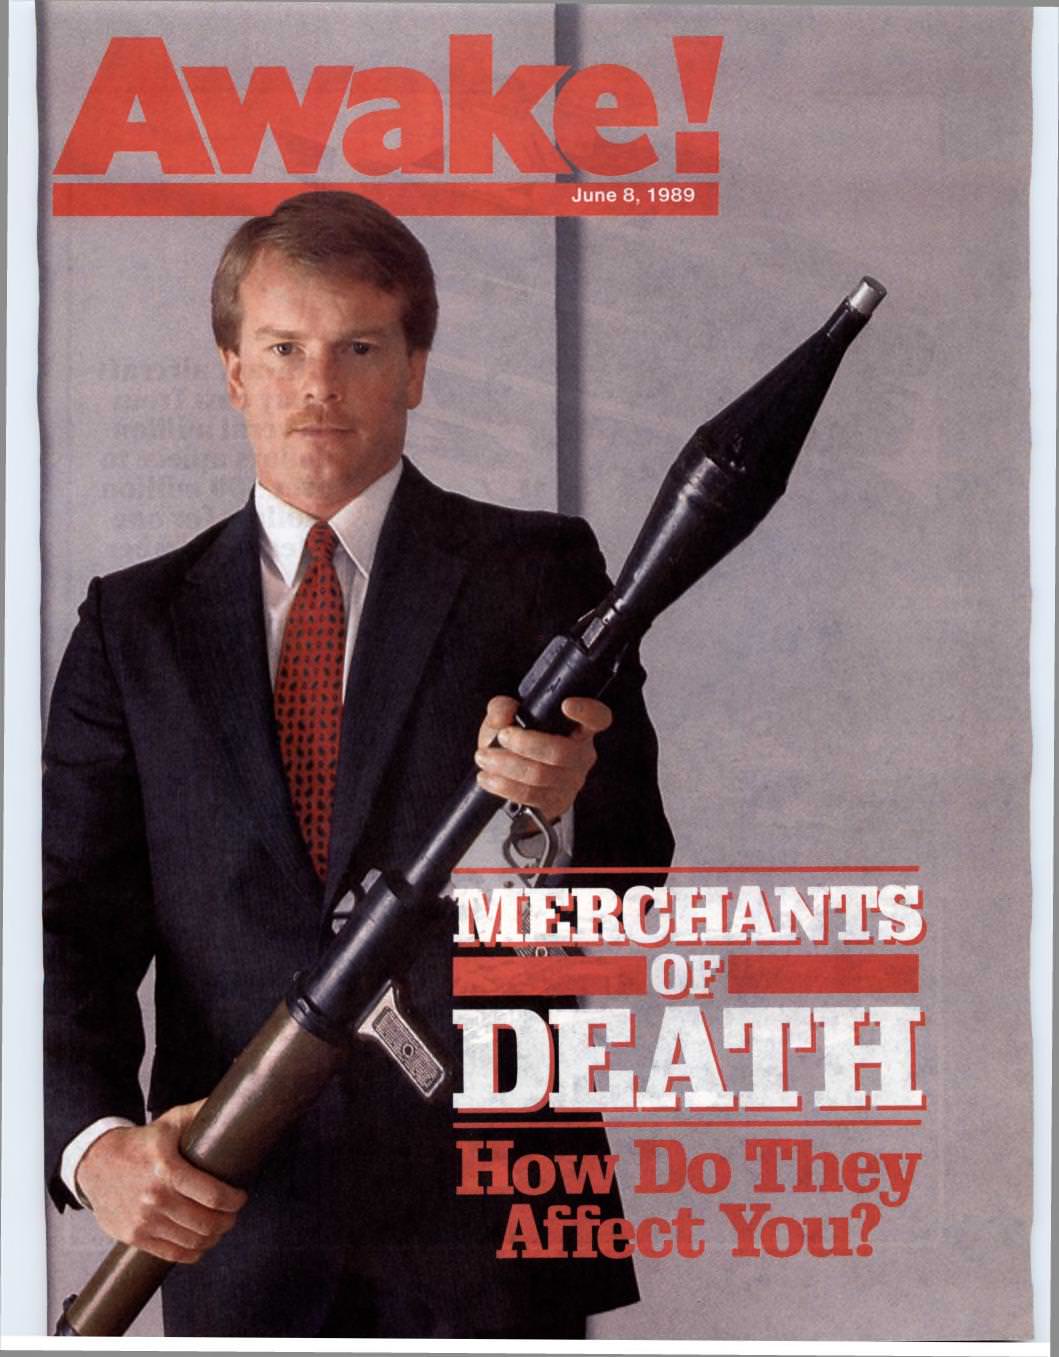 Awake!
June 8, 1989
MERCHANTS
OF
DEATH
How Do They
Affect You?